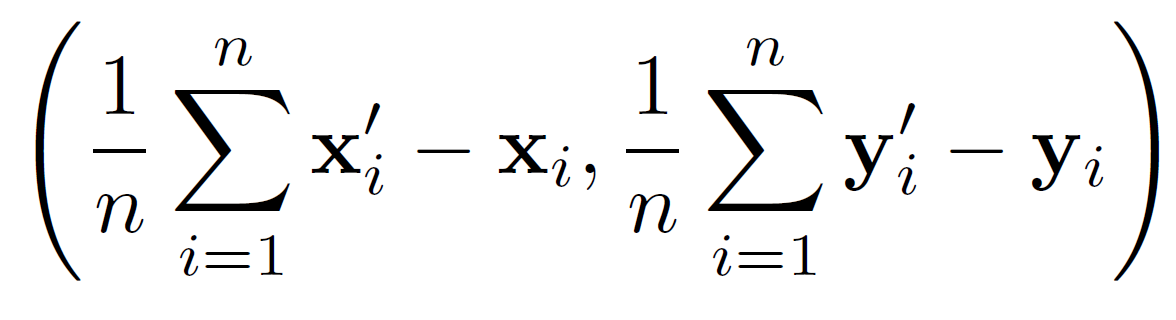 \left( \frac{1}{n} \sum_{i=1}^{n} \mathbf{x}_i' - \mathbf{x}_i, \frac{1}{n} \sum_{i=1}^{n} \mathbf{y}_i' - \mathbf{y}_i \right)